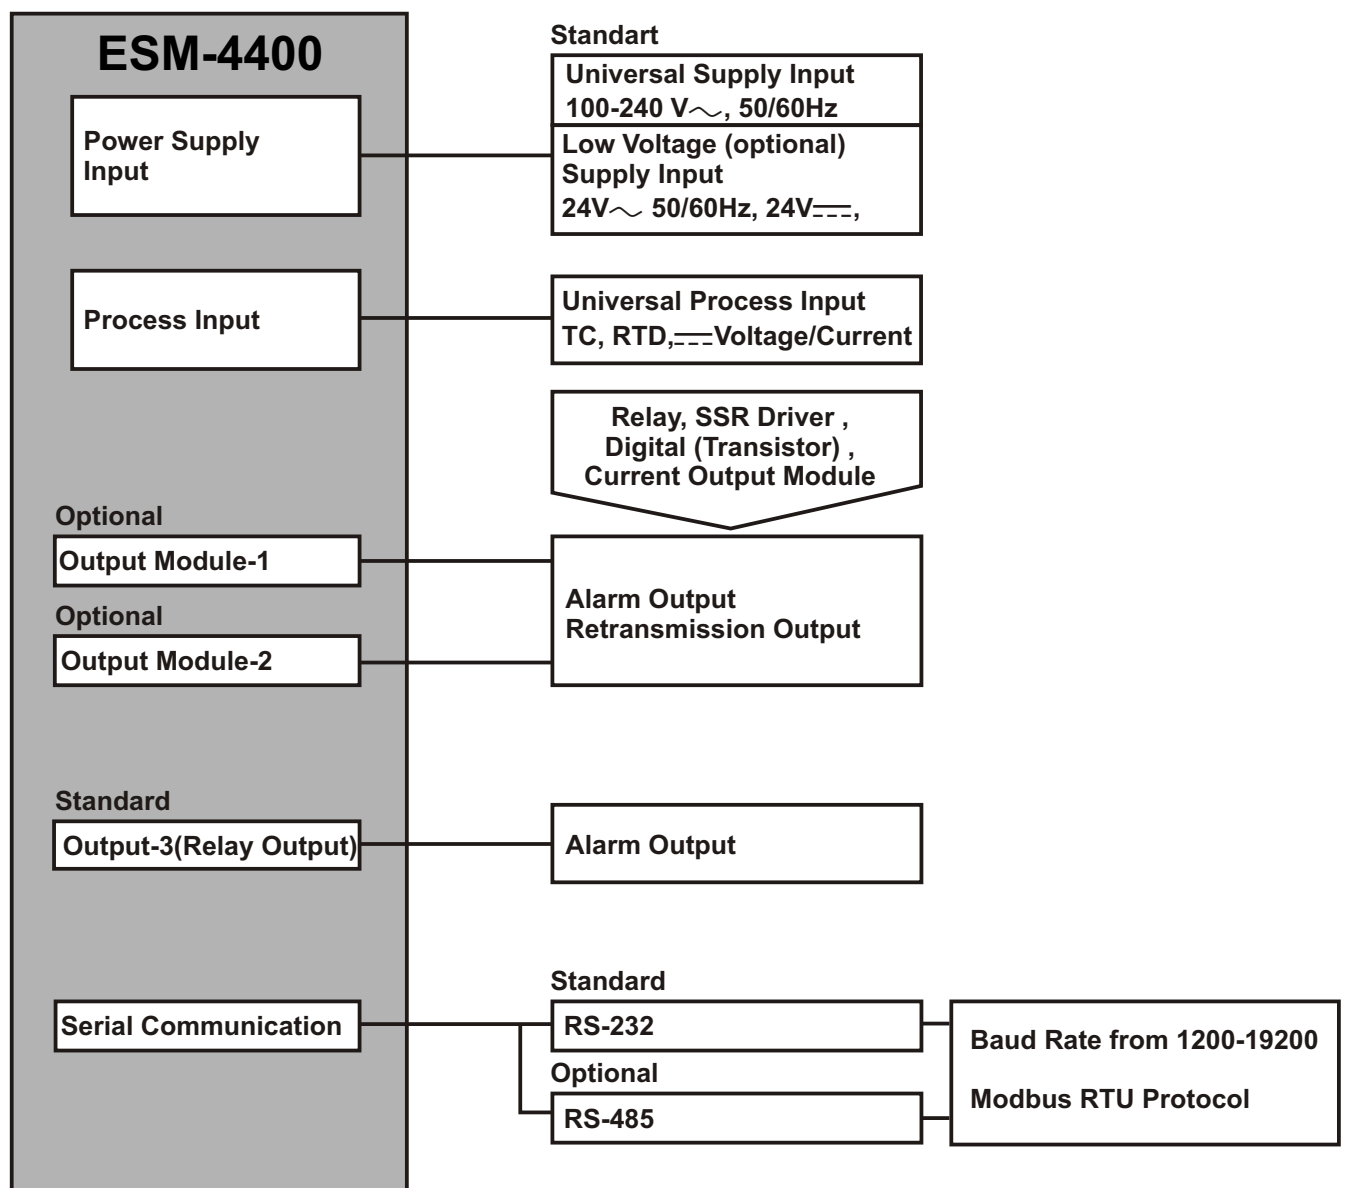 ESM-4400
Power Supply
Input
Standart
Universal Supply Input
100-240 V～, 50/60Hz
Low Voltage (optional)
Supply Input
24V～ 50/60Hz, 24V⎓,
Process Input
Universal Process Input
TC, RTD,⎓Voltage/Current
Relay, SSR Driver ,
Digital (Transistor) ,
Current Output Module
Optional
Output Module-1
Optional
Output Module-2
Alarm Output
Retransmission Output
Standard
Output-3(Relay Output)
Alarm Output
Serial Communication
Standard
RS-232
Optional
RS-485
Baud Rate from 1200-19200
Modbus RTU Protocol